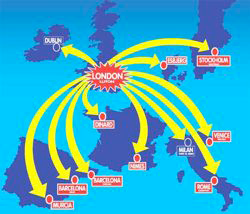 DUBLIN
STOCKHOLM
ESBJERG
LONDON
LUTON
DINARD
VENICE
MILAN
NIMES
BARCELONA
BARCELONA
ROME
MURCIA